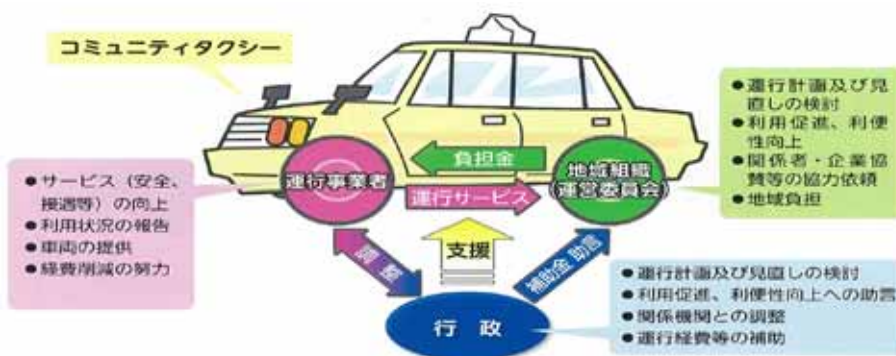 コミュニティタクシー
●運行計画及び見
直しの検討
●利用促進、利便
性向上
●関係者・企業協
賛等の協力依頼
●地域負担
負担金
運行事業者
地域組織
(運営委員会)
運行サービス
●サービス（安全、
接遇等）の向上
●利用状況の報告
●車両の提供
●経費削減の努力
調整
支援
補助金 助言
行政
●運行計画及び見直しの検討
●利用促進、利便性向上への助言
●関係機関との調整
●運行経費等の補助